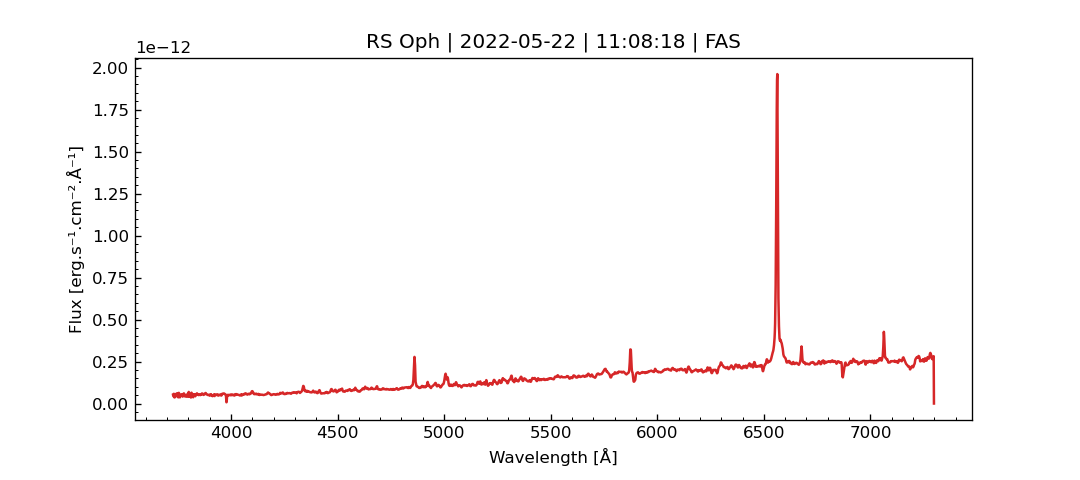 RS Oph | 2022-05-22 | 11:08:18 | FAS
1e−12
2.00
1.75
1.50
1.25
1.00
0.75
0.50
0.25
0.00
Flux [erg.s⁻¹.cm⁻².Å⁻¹]
4000 4500 5000 5500 6000 6500 7000
Wavelength [Å]